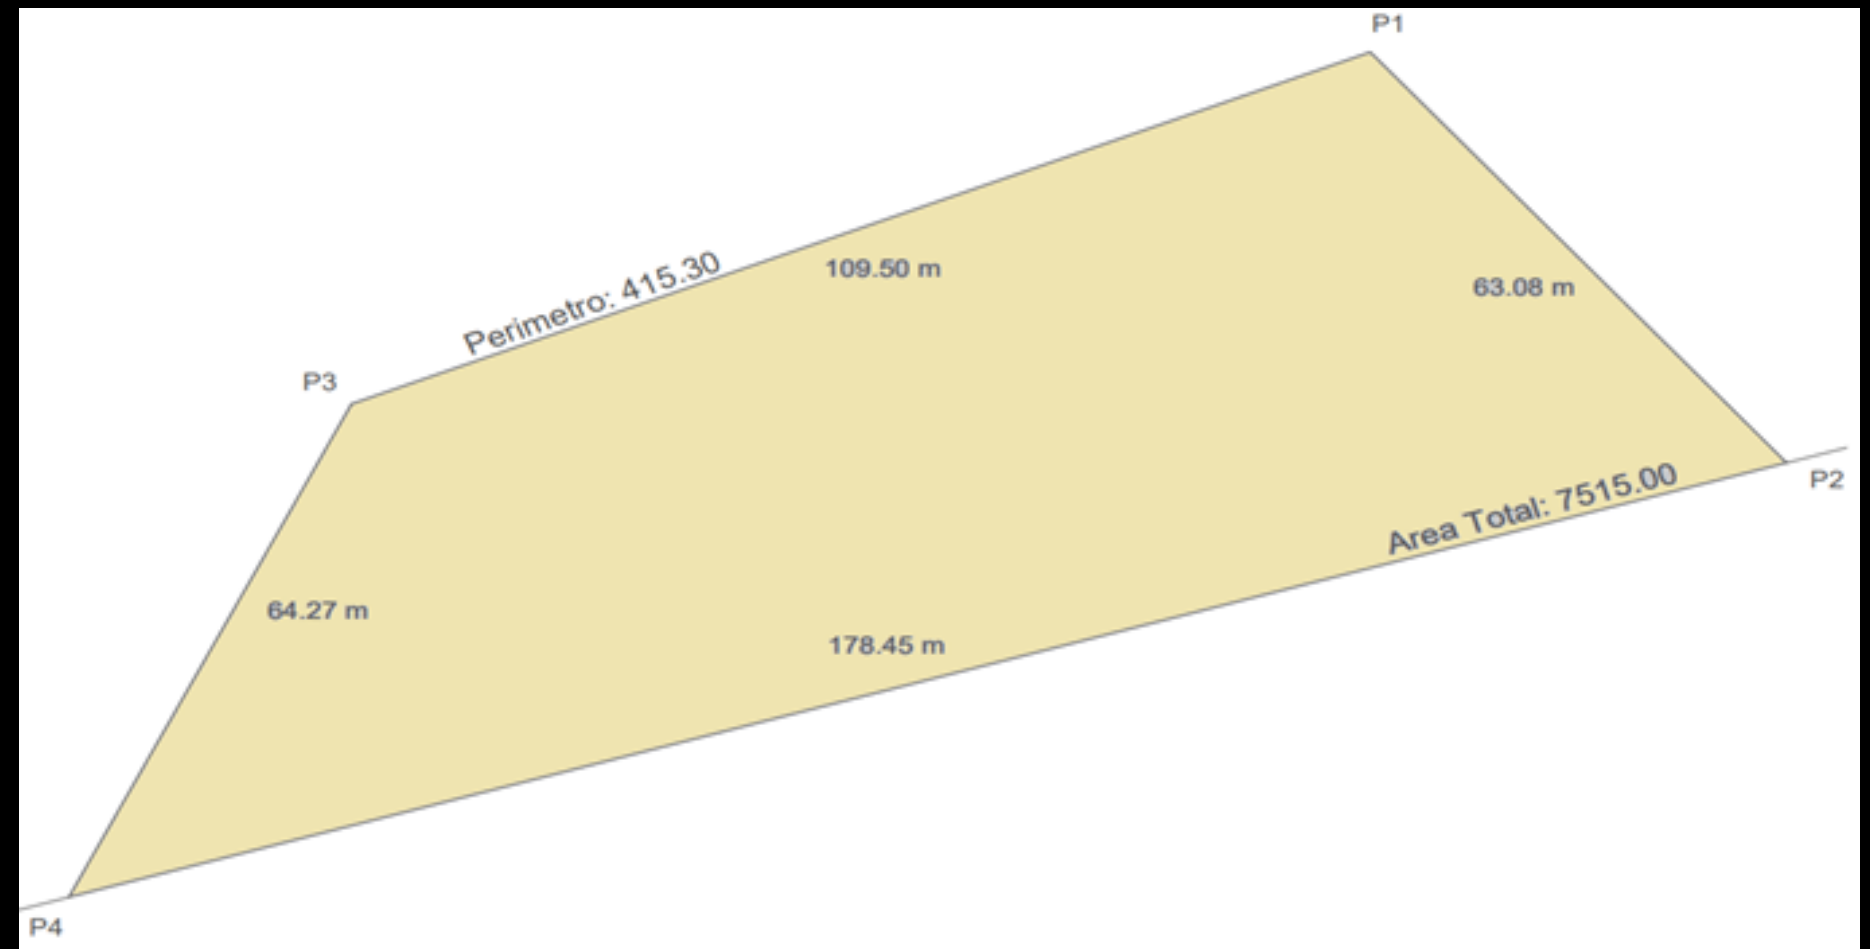 P1
Perimetro: 415.30
109.50 m
63.08 m
P3
Area Total: 7515.00
P2
64.27 m
178.45 m
P4